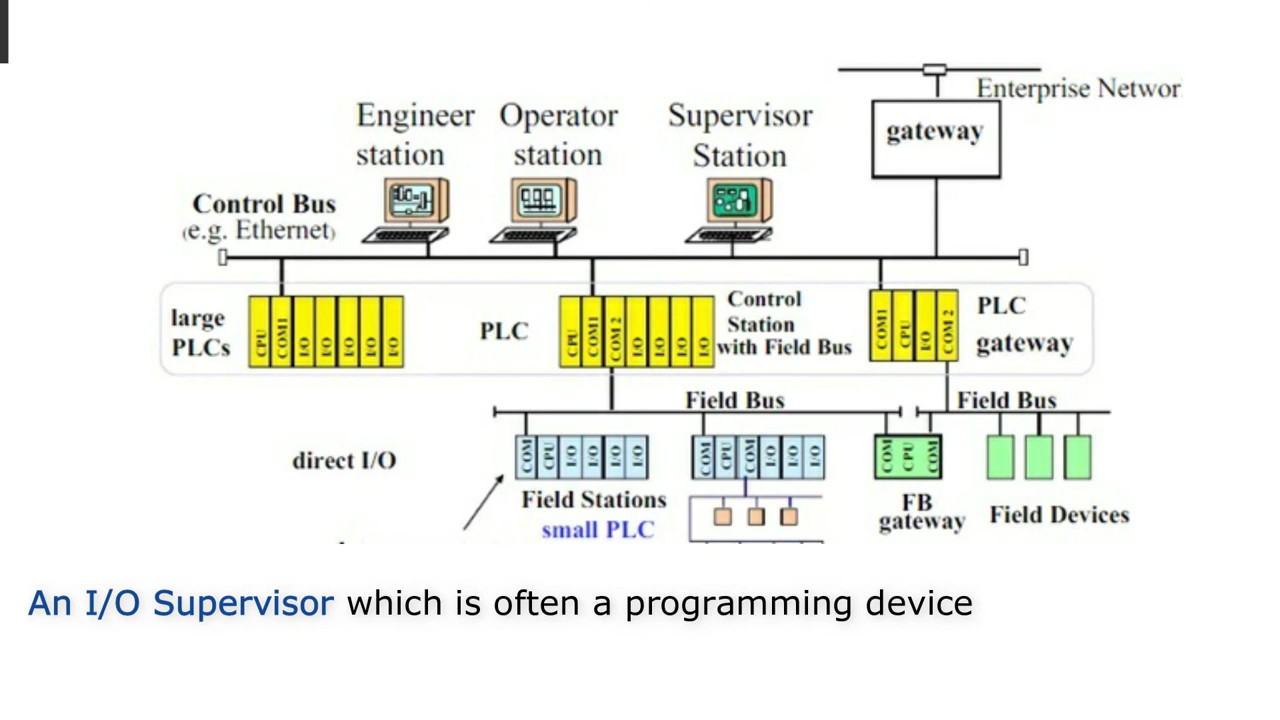 Enterprise Networ
Engineer station
Operator station
Supervisor Station
gateway
Control Bus
(e.g. Ethernet)
large PLCs
CPU COM1 I/O I/O I/O I/O I/O
PLC
CPU COM1 COM 2 I/O I/O I/O I/O
Control
Station
with Field Bus
COM1 CPU I/O COM 2
PLC
gateway
Field Bus
Field Bus
direct I/O
COM CPU I/O I/O I/O I/O
COM CPU COM I/O I/O I/O
COM CPU COM
Field Stations
small PLC
FB
gateway
Field Devices
An I/O Supervisor which is often a programming device